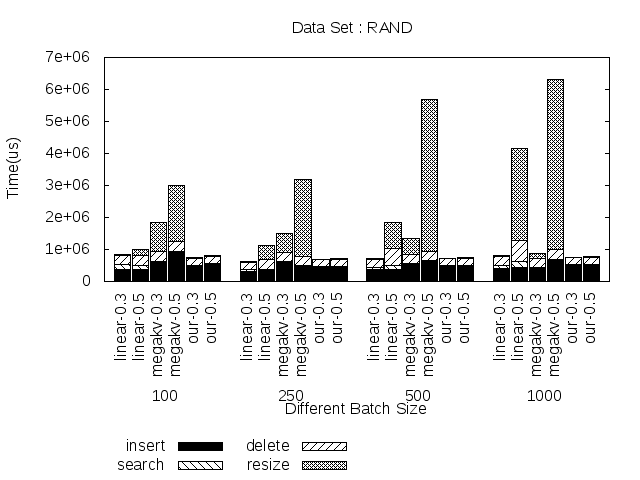 Data Set : RAND
Time(us)
7e+06
6e+06
5e+06
4e+06
3e+06
2e+06
1e+06
0
linear-0.3 linear-0.5 megakv-0.3 megakv-0.5 our-0.3 our-0.5 linear-0.3 linear-0.5 megakv-0.3 megakv-0.5 our-0.3 our-0.5 linear-0.3 linear-0.5 megakv-0.3 megakv-0.5 our-0.3 our-0.5 linear-0.3 linear-0.5 megakv-0.3 megakv-0.5 our-0.3 our-0.5
100 250 500 1000
Different Batch Size
insert delete
search resize